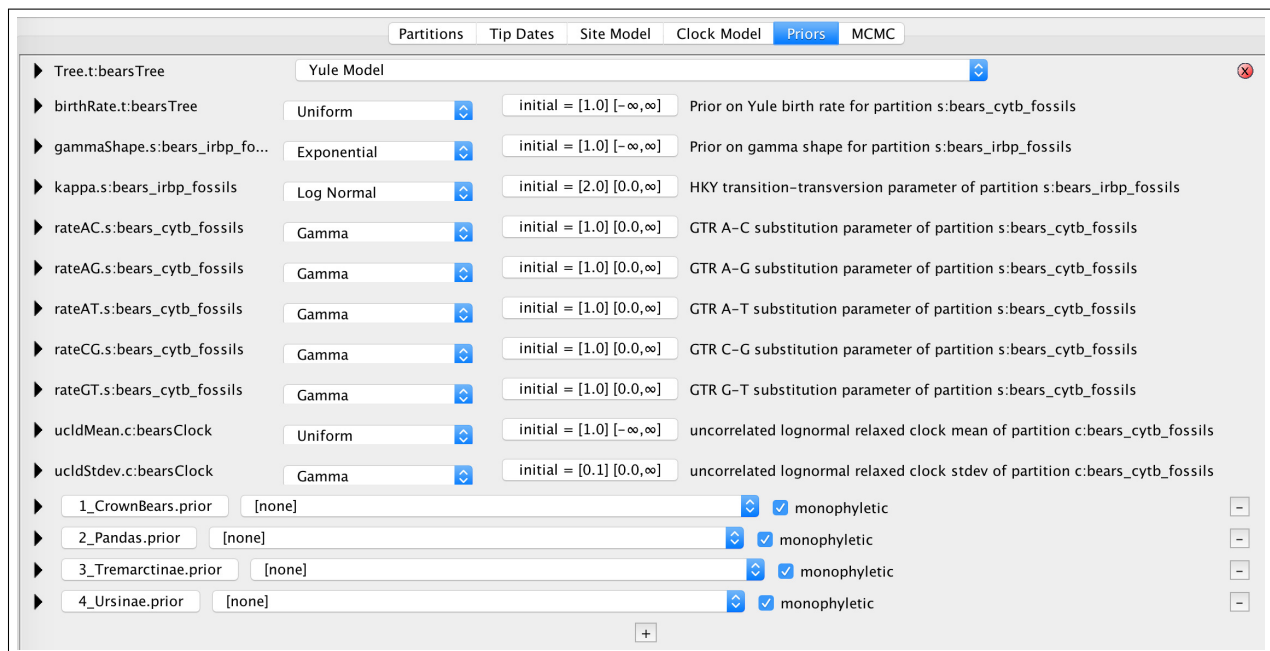 Partitions Tip Dates Site Model Clock Model Priors MCMC
Tree.t:bearsTree Yule Model
birthRate.t:bearsTree Uniform initial = [1.0] [-∞,∞] Prior on Yule birth rate for partition s:bears_cytb_fossils
gammaShape.s:bears_irbp_fo... Exponential initial = [1.0] [-∞,∞] Prior on gamma shape for partition s:bears_irbp_fossils
kappa.s:bears_irbp_fossils Log Normal initial = [2.0] [0.0,∞] HKY transition-transversion parameter of partition s:bears_irbp_fossils
rateAC.s:bears_cytb_fossils Gamma initial = [1.0] [0.0,∞] GTR A-C substitution parameter of partition s:bears_cytb_fossils
rateAG.s:bears_cytb_fossils Gamma initial = [1.0] [0.0,∞] GTR A-G substitution parameter of partition s:bears_cytb_fossils
rateAT.s:bears_cytb_fossils Gamma initial = [1.0] [0.0,∞] GTR A-T substitution parameter of partition s:bears_cytb_fossils
rateCG.s:bears_cytb_fossils Gamma initial = [1.0] [0.0,∞] GTR C-G substitution parameter of partition s:bears_cytb_fossils
rateGT.s:bears_cytb_fossils Gamma initial = [1.0] [0.0,∞] GTR G-T substitution parameter of partition s:bears_cytb_fossils
ucldMean.c:bearsClock Uniform initial = [1.0] [-∞,∞] uncorrelated lognormal relaxed clock mean of partition c:bears_cytb_fossils
ucldStdev.c:bearsClock Gamma initial = [0.1] [0.0,∞] uncorrelated lognormal relaxed clock stdev of partition c:bears_cytb_fossils
1_CrownBears.prior [none] monophyletic -
2_Pandas.prior [none] monophyletic -
3_Tremarctinae.prior [none] monophyletic -
4_Ursinae.prior [none] monophyletic -
+